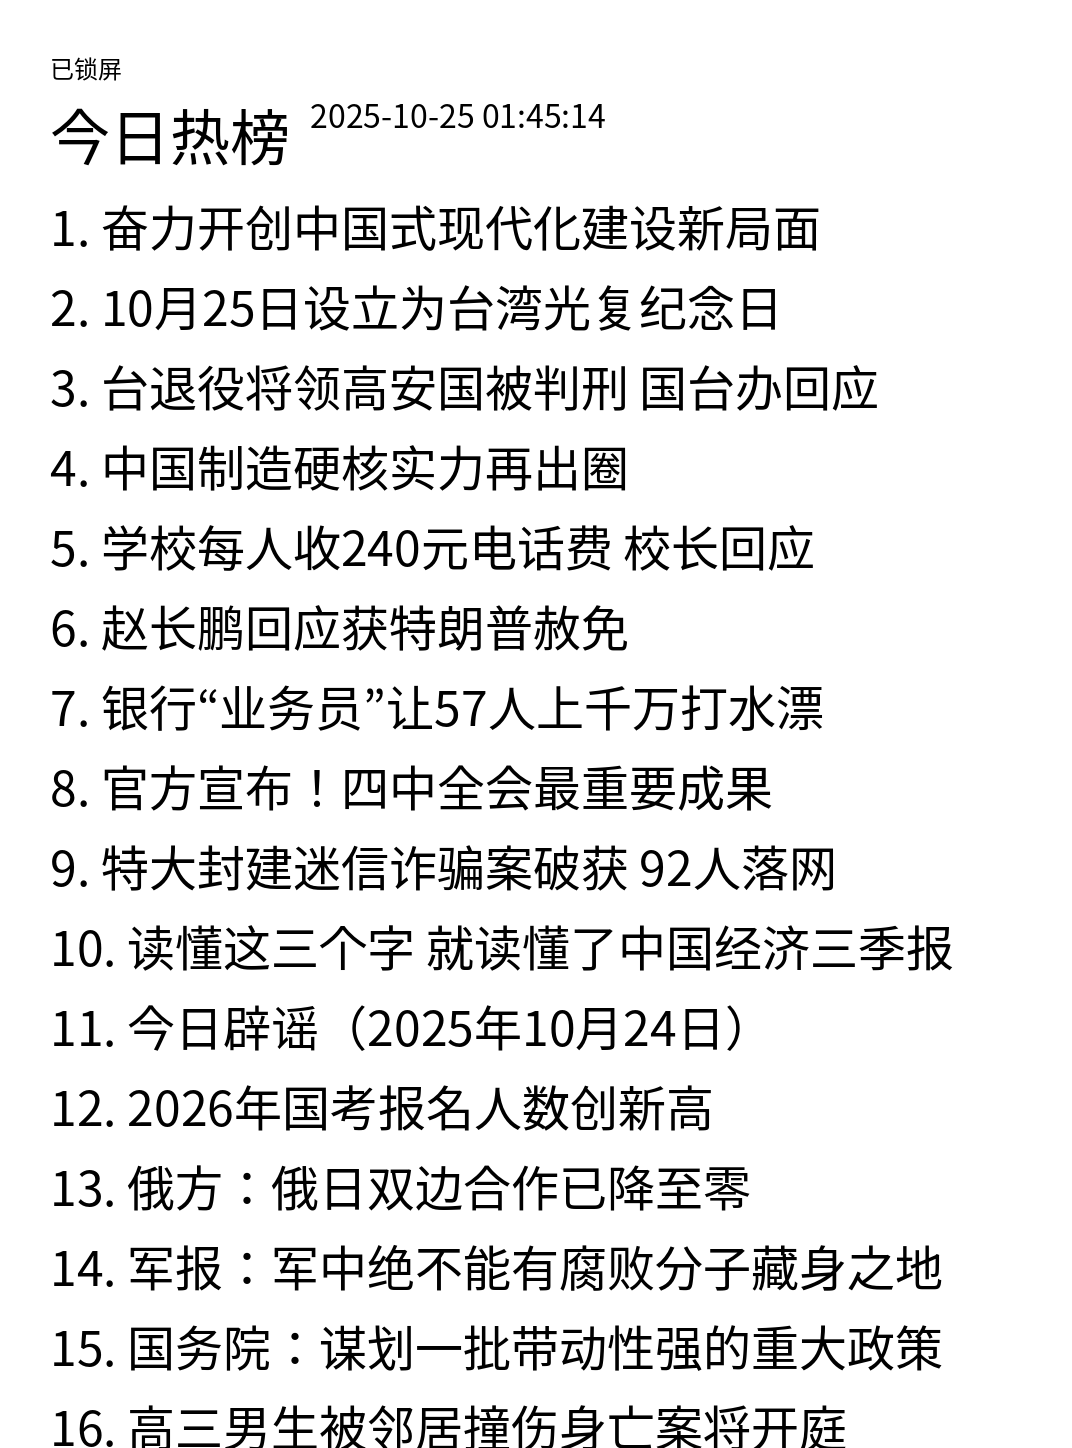 已锁屏
今日热榜 2025-10-25 01:45:14
1. 奋力开创中国式现代化建设新局面
2. 10月25日设立为台湾光复纪念日
3. 台退役将领高安国被判刑 国台办回应
4. 中国制造硬核实力再出圈
5. 学校每人收240元电话费 校长回应
6. 赵长鹏回应获特朗普赦免
7. 银行“业务员”让57人上千万打水漂
8. 官方宣布！四中全会最重要成果
9. 特大封建迷信诈骗案破获 92人落网
10. 读懂这三个字 就读懂了中国经济三季报
11. 今日辟谣（2025年10月24日）
12. 2026年国考报名人数创新高
13. 俄方：俄日双边合作已降至零
14. 军报：军中绝不能有腐败分子藏身之地
15. 国务院：谋划一批带动性强的重大政策
16. 高三男生被邻居撞伤身亡案将开庭